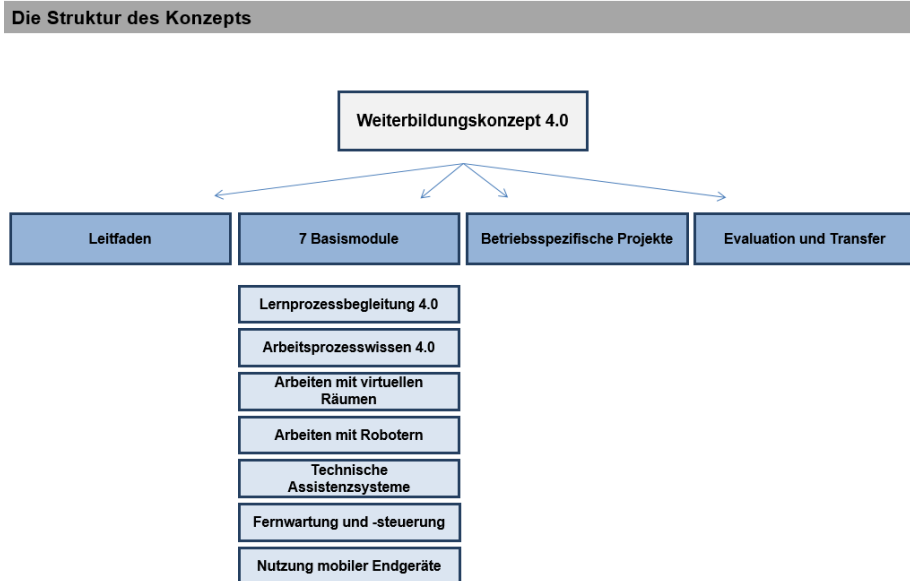 Die Struktur des Konzepts
Weiterbildungskonzept 4.0
Leitfaden
7 Basismodule
Betriebsspezifische Projekte
Evaluation und Transfer
Lernprozessbegleitung 4.0
Arbeitsprozesswissen 4.0
Arbeiten mit virtuellen
Räumen
Arbeiten mit Robotern
Technische
Assistenzsysteme
Fernwartung und -steuerung
Nutzung mobiler Endgeräte